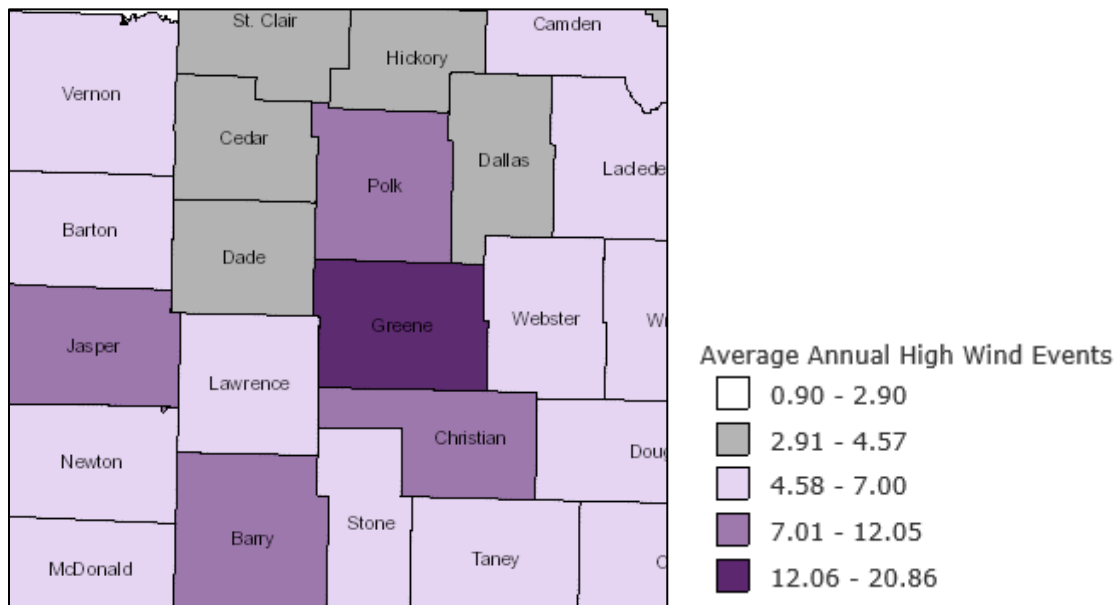 St. Clair
Camden
Hickory
Vernon
Cedar
Dallas
Laclede
Polk
Barton
Dade
Greene
Webster
W
Jasper
Lawrence
Christian
Newton
Doug
Stone
Barry
Taney
McDonald
Average Annual High Wind Events
0.90 - 2.90
2.91 - 4.57
4.58 - 7.00
7.01 - 12.05
12.06 - 20.86